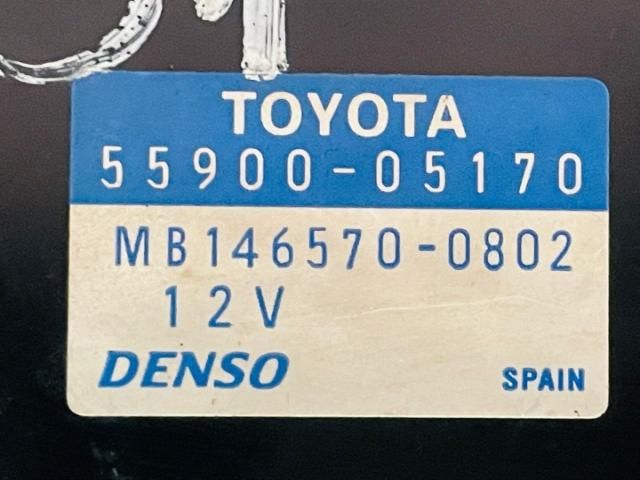 TOYOTA
55900-05170
MB146570-0802
12V
DENSO
SPAIN